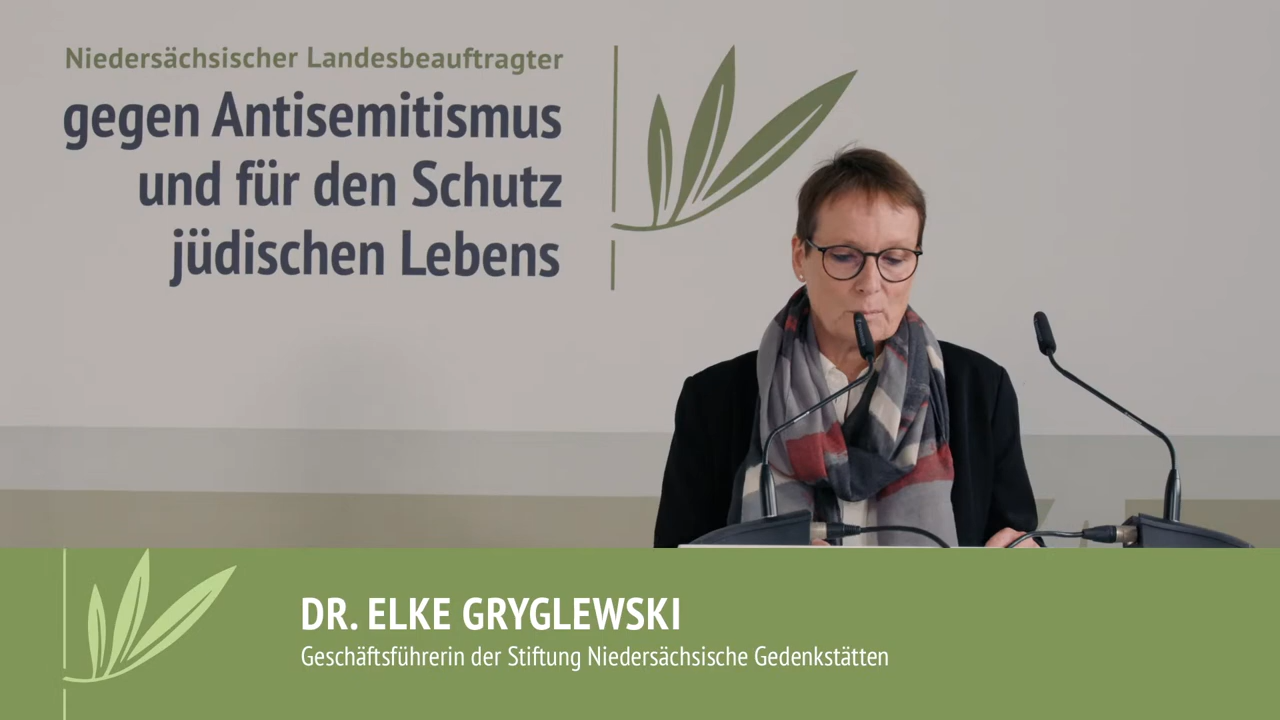 Niedersächsischer Landesbeauftragter
gegen Antisemitismus
und für den Schutz
jüdischen Lebens
DR. ELKE GRYGLEWSKI
Geschäftsführerin der Stiftung Niedersächsische Gedenkstätten